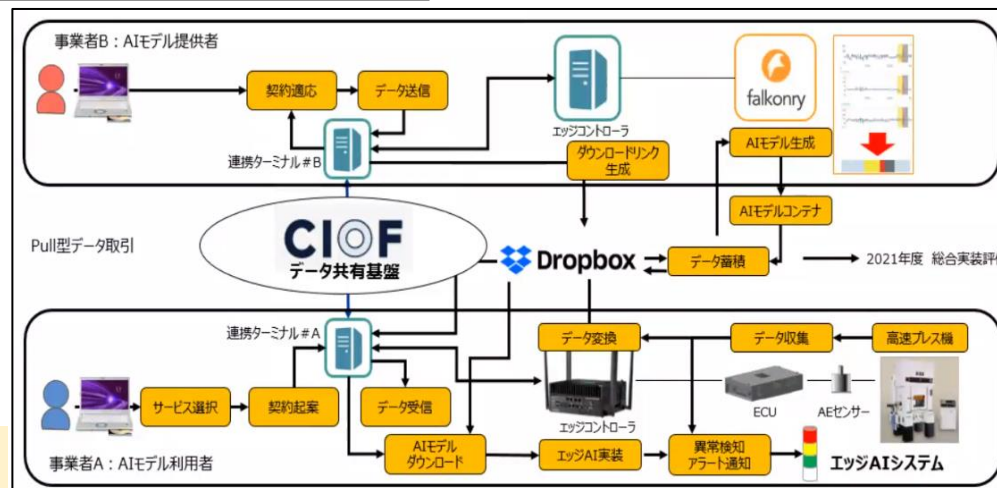 事業者B：AIモデル提供者
契約適応
データ送信
連携ターミナル#B
エッジコントローラ
falkonry
ダウンロードリンク
生成
AIモデル生成
AIモデルコンテナ
Pull型データ取引
CIOF
データ共有基盤
Dropbox
データ蓄積
2021年度 総合実装評価
連携ターミナル#A
データ変換
データ収集
高速プレス機
サービス選択
契約起案
データ受信
エッジコントローラ
ECU
AEセンサー
事業者A：AIモデル利用者
AIモデル
ダウンロード
エッジAI実装
異常検知
アラート通知
エッジAIシステム